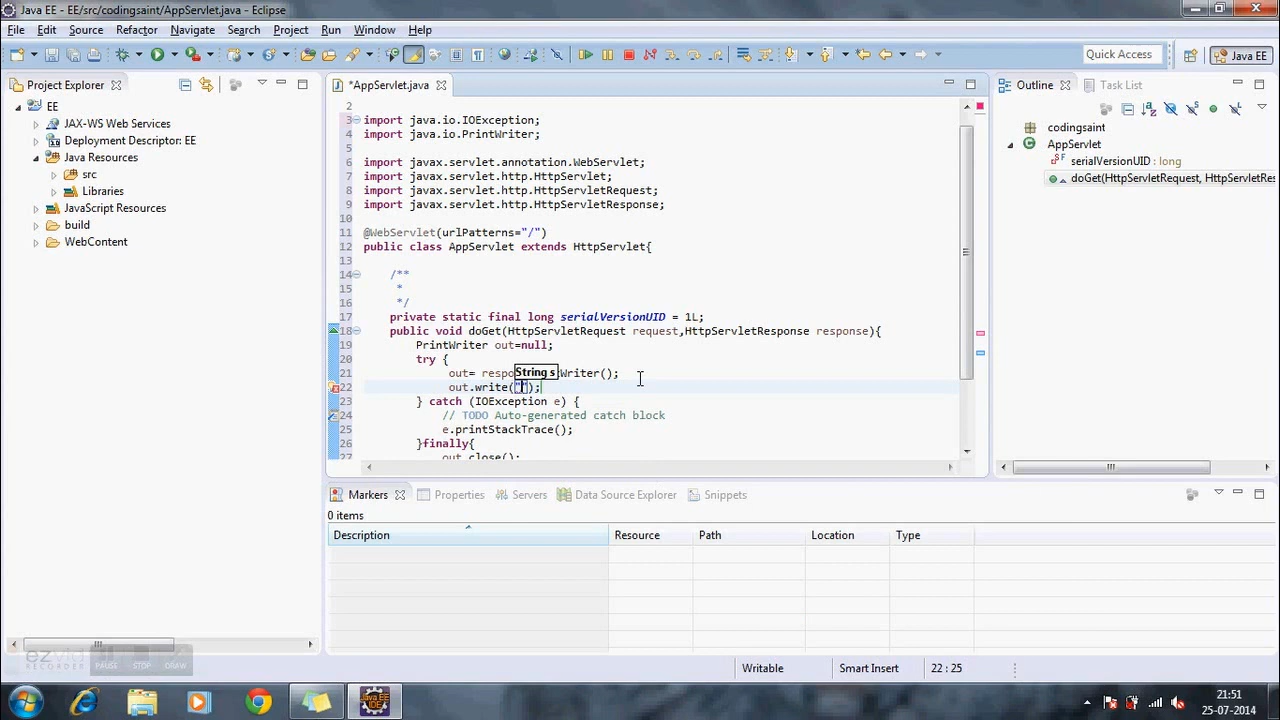 Java EE - EE/src/codingsaint/AppServlet.java - Eclipse
File Edit Source Refactor Navigate Search Project Run Window Help
Quick Access
Java EE
Project Explorer
*AppServlet.java
Outline
Task List
EE
JAX-WS Web Services
Deployment Descriptor: EE
Java Resources
src
Libraries
JavaScript Resources
build
WebContent
2
3 import java.io.IOException;
4 import java.io.PrintWriter;
5
6 import javax.servlet.annotation.WebServlet;
7 import javax.servlet.http.HttpServlet;
8 import javax.servlet.http.HttpServletRequest;
9 import javax.servlet.http.HttpServletResponse;
10
11 @WebServlet(urlPatterns="/")
12 public class AppServlet extends HttpServlet{
13
14 /**
15 *
16 */
17 private static final long serialVersionUID = 1L;
18 public void doGet(HttpServletRequest request,HttpServletResponse response){
19 PrintWriter out=null;
20 try {
21 out= respo String s Writer();
22 out.write("");
23 } catch (IOException e) {
24 // TODO Auto-generated catch block
25 e.printStackTrace();
26 }finally{
27 out.close();
codingsaint
AppServlet
serialVersionUID : long
doGet(HttpServletRequest, HttpServletRes
Markers
Properties
Servers
Data Source Explorer
Snippets
0 items
Description Resource Path Location Type
ezvid
RECORDER
PAUSE STOP DRAW
Writable Smart Insert 22 : 25
Java EE
IDE
21:51
25-07-2014